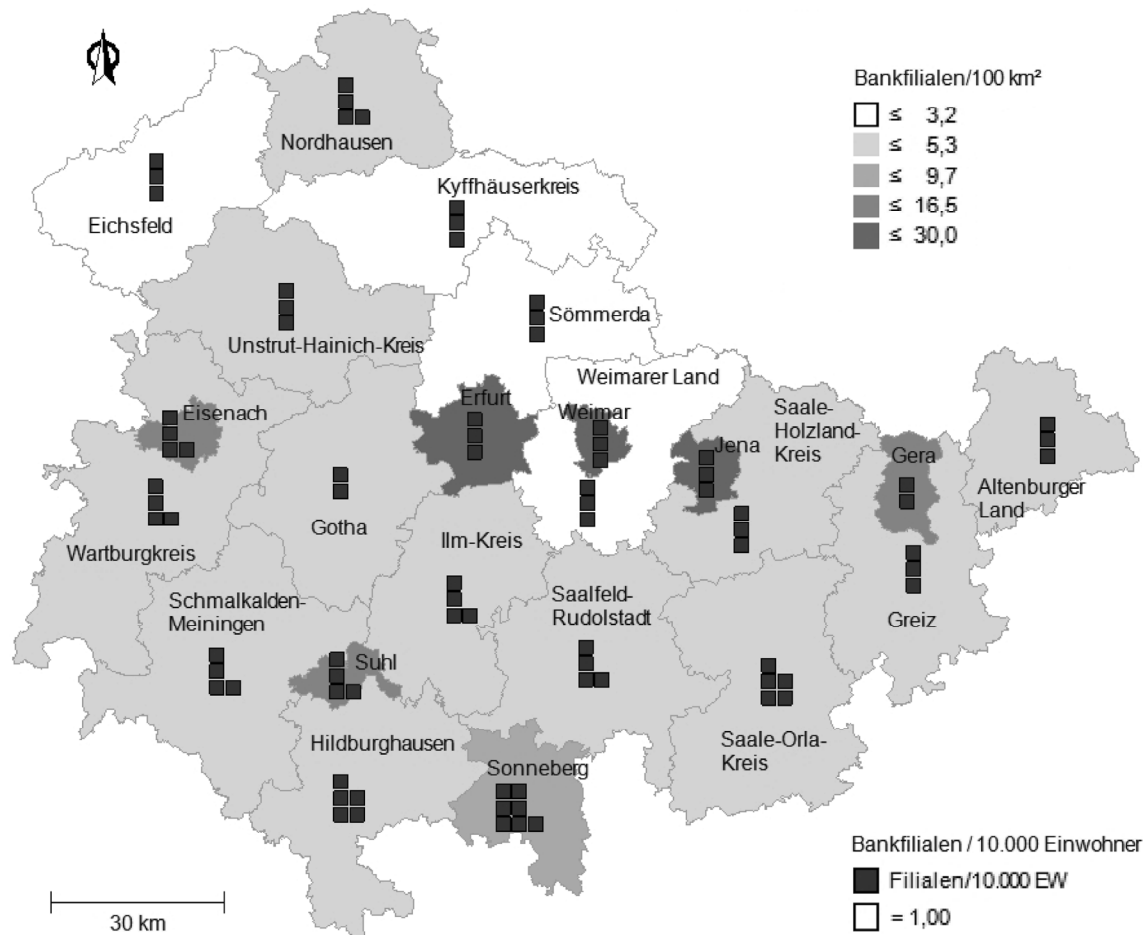 Bankfilialen/100 km²
≤ 3,2
≤ 5,3
≤ 9,7
≤ 16,5
≤ 30,0
Nordhausen
Kyffhäuserkreis
Eichsfeld
Sömmerda
Unstrut-Hainich-Kreis
Weimarer Land
Eisenach
Erfurt
Weimar
Saale-
Holzland-
Kreis
Jena
Gera
Altenburger
Land
Gotha
Ilm-Kreis
Wartburgkreis
Schmalkalden-
Meiningen
Saalfeld-
Rudolstadt
Greiz
Suhl
Hildburghausen
Sonneberg
Saale-Orla-
Kreis
Bankfilialen / 10.000 Einwohner
Filialen/10.000 EW
= 1,00
30 km